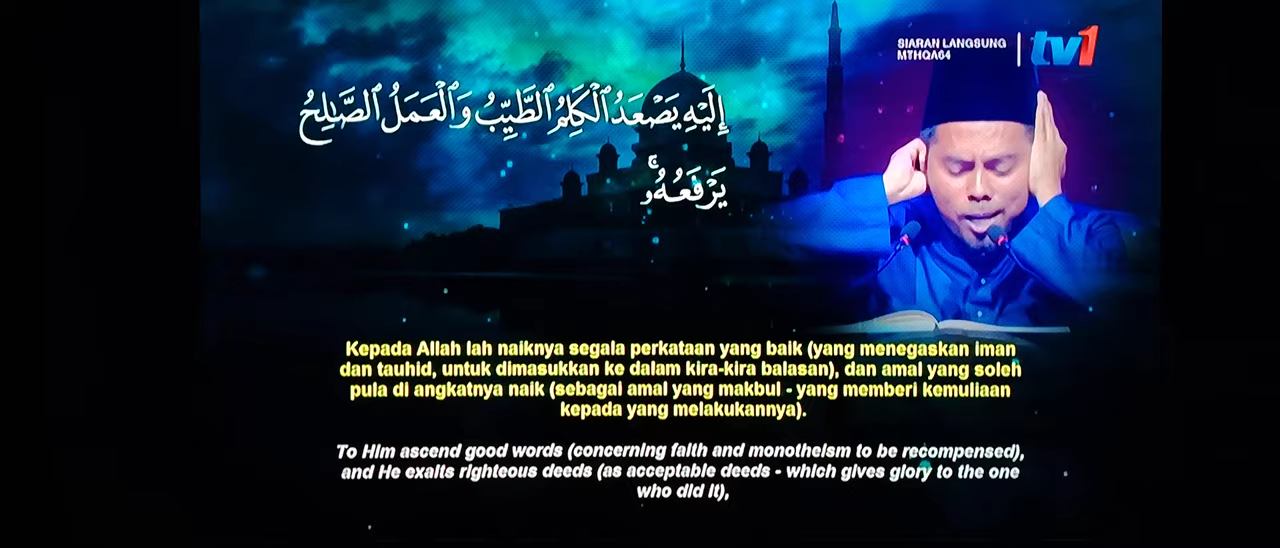 SIARAN LANGSUNG
MTHQA64
tv1
إِلَيْهِ يَصْعَدُ ٱلْكَلِمُ ٱلطَّيِّبُ وَٱلْعَمَلُ ٱلصَّـٰلِحُ
يَرْفَعُهُۥ ۚ
Kepada Allah lah naiknya segala perkataan yang baik (yang menegaskan iman
dan tauhid, untuk dimasukkan ke dalam kira-kira balasan), dan amal yang soleh
pula di angkatnya naik (sebagai amal yang makbul - yang memberi kemuliaan
kepada yang melakukannya).
To Him ascend good words (concerning faith and monotheism to be recompensed),
and He exalts righteous deeds (as acceptable deeds - which gives glory to the one
who did it),